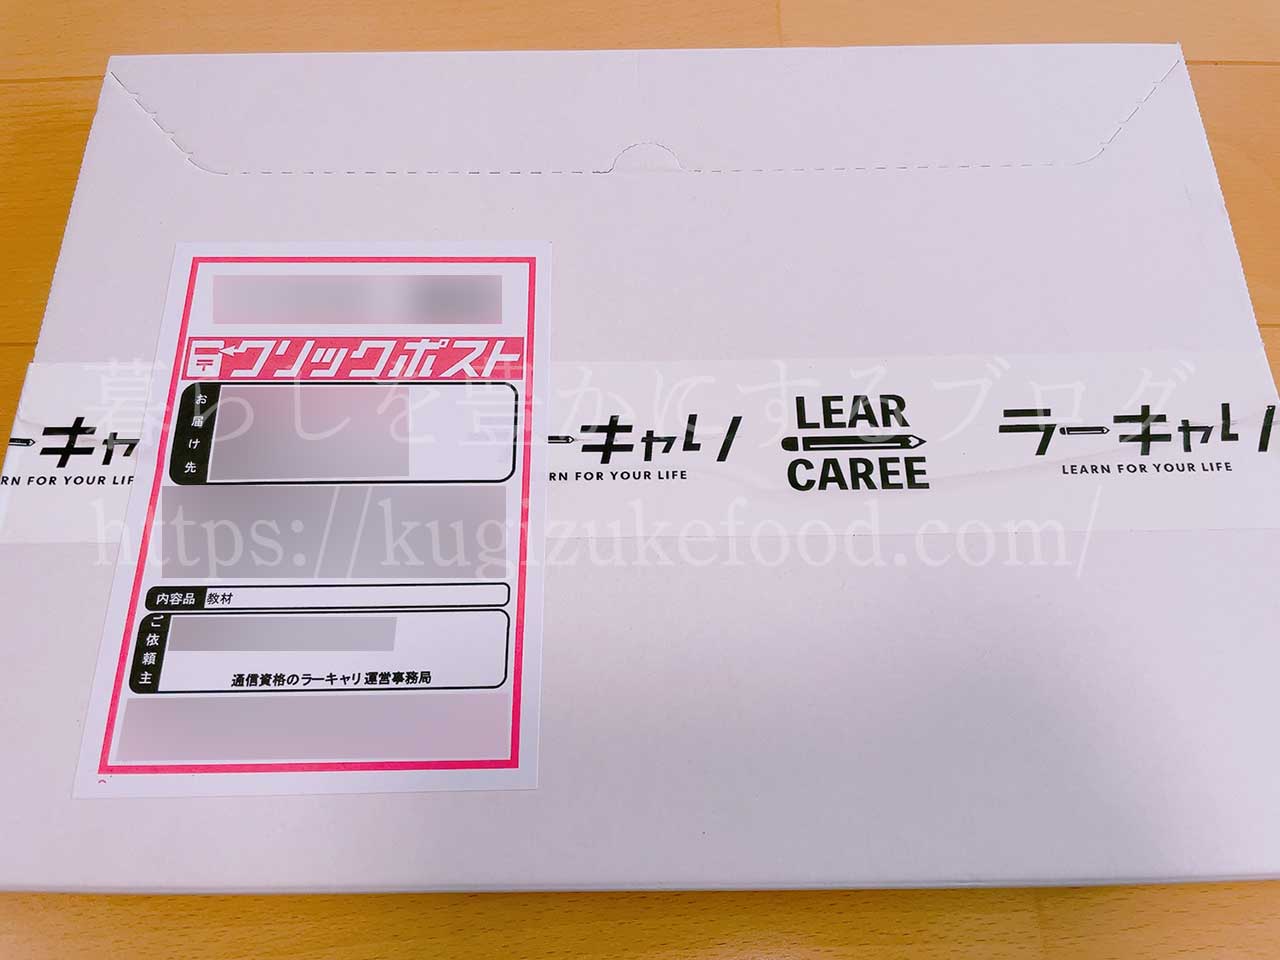 クリックポスト
お届け先
内容品 教材
ご依頼主
通信資格のラーキャリ運営事務局
キャ
RN FOR YOUR LIF
ーキャリ
RN FOR YOUR LIFE
LEAR
CAREE
ラーキャリ
LEARN FOR YOUR LIFE
暮らしを豊かにするブログ
https://kugizukefood.com/